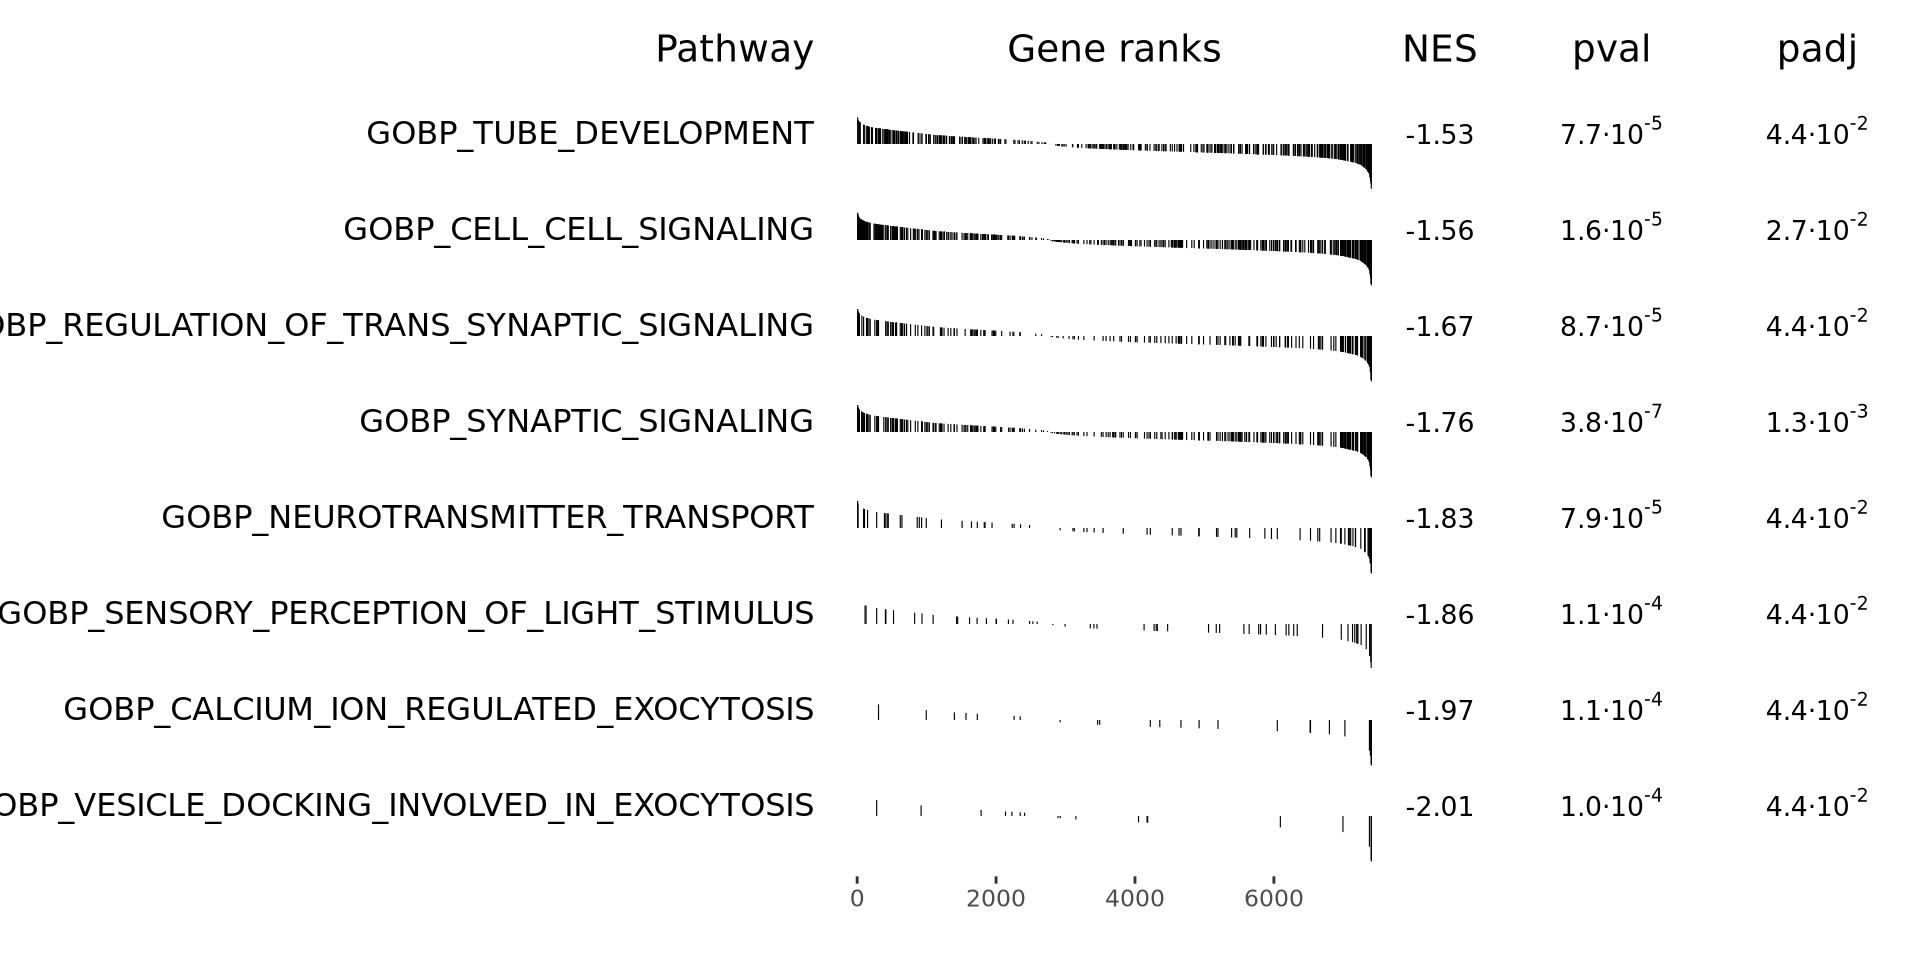 Pathway Gene ranks NES pval padj
GOBP_TUBE_DEVELOPMENT -1.53 7.7·10⁻⁵ 4.4·10⁻²
GOBP_CELL_CELL_SIGNALING -1.56 1.6·10⁻⁵ 2.7·10⁻²
OBP_REGULATION_OF_TRANS_SYNAPTIC_SIGNALING -1.67 8.7·10⁻⁵ 4.4·10⁻²
GOBP_SYNAPTIC_SIGNALING -1.76 3.8·10⁻⁷ 1.3·10⁻³
GOBP_NEUROTRANSMITTER_TRANSPORT -1.83 7.9·10⁻⁵ 4.4·10⁻²
GOBP_SENSORY_PERCEPTION_OF_LIGHT_STIMULUS -1.86 1.1·10⁻⁴ 4.4·10⁻²
GOBP_CALCIUM_ION_REGULATED_EXOCYTOSIS -1.97 1.1·10⁻⁴ 4.4·10⁻²
OBP_VESICLE_DOCKING_INVOLVED_IN_EXOCYTOSIS -2.01 1.0·10⁻⁴ 4.4·10⁻²
0 2000 4000 6000